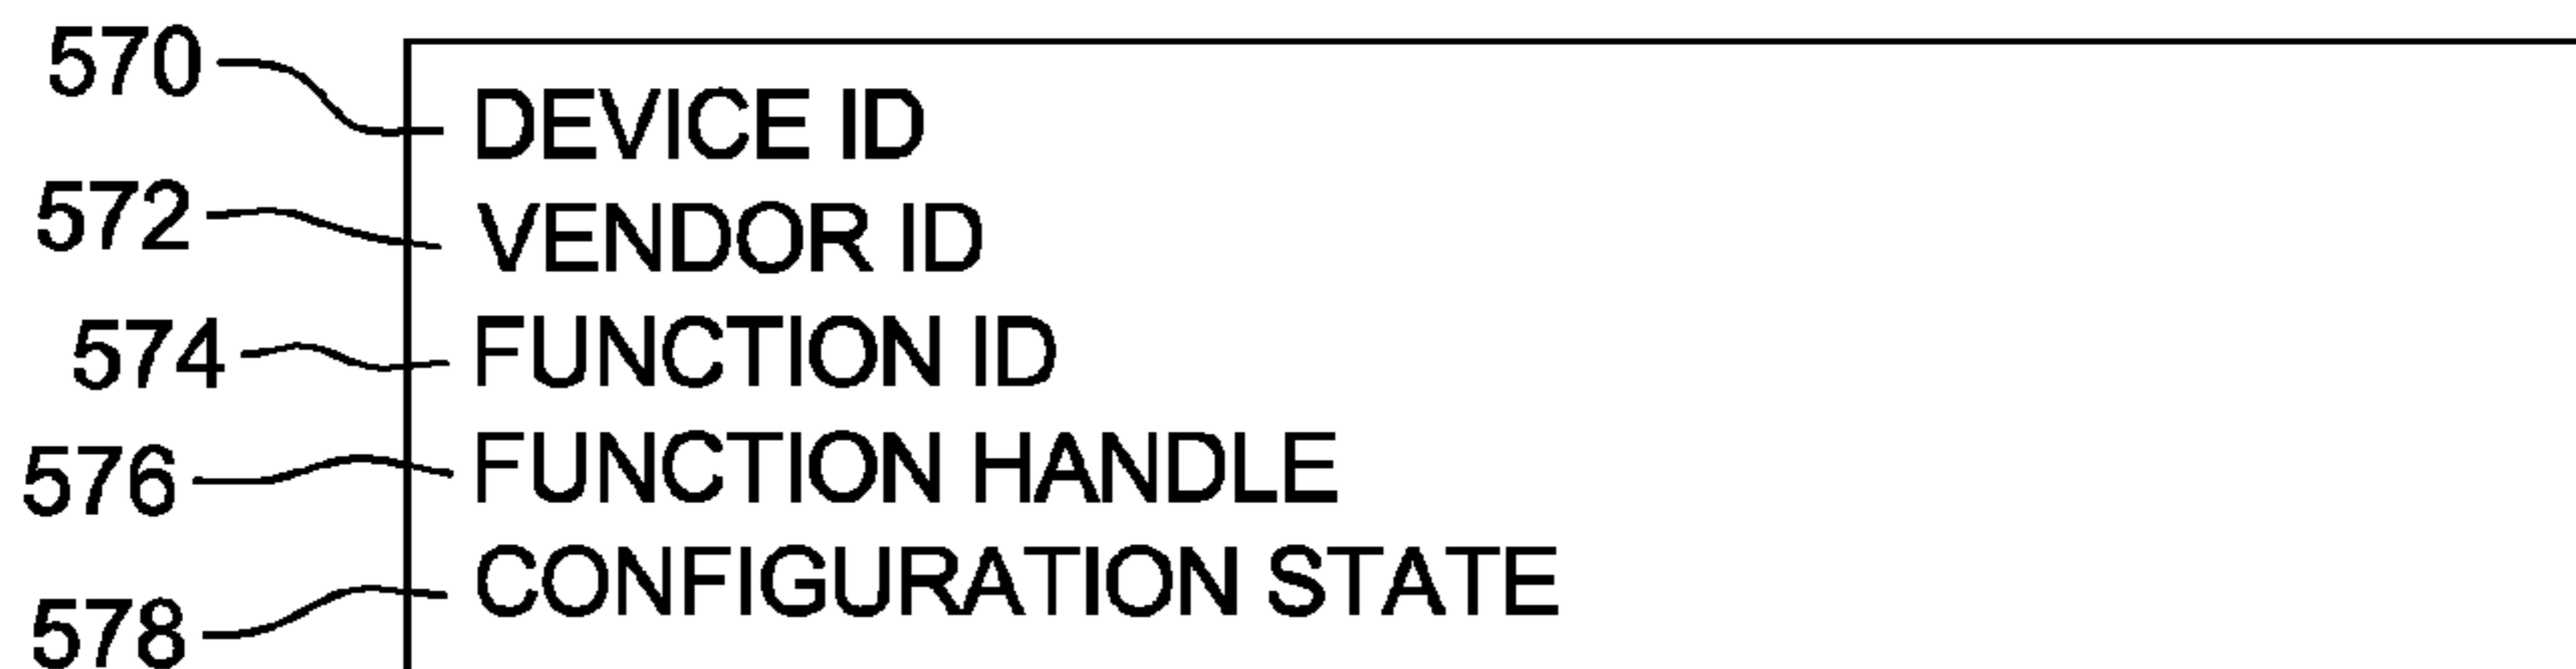 570 DEVICE ID
572 VENDOR ID
574 FUNCTION ID
576 FUNCTION HANDLE
578 CONFIGURATION STATE